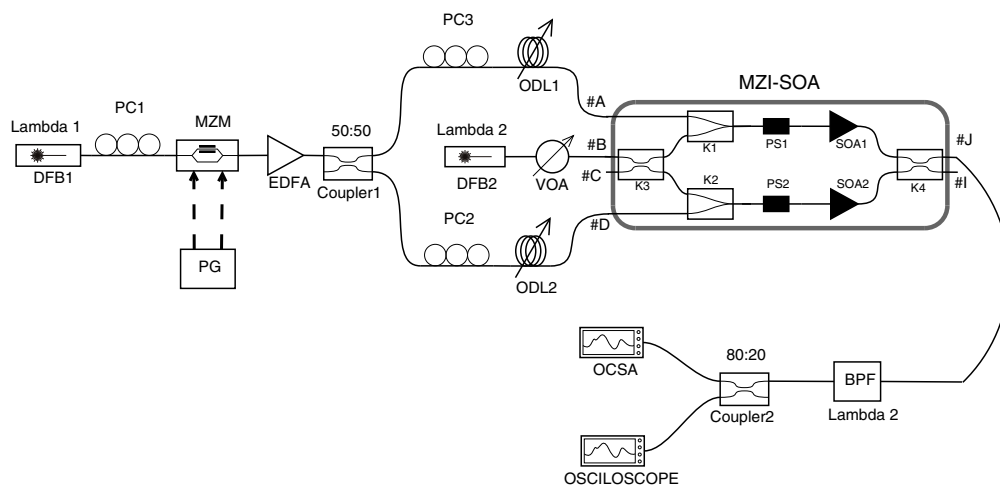 PC3
ODL1
MZI-SOA
#A
PC1
MZM
Lambda 1
DFB1
EDFA
50:50
Coupler1
Lambda 2
DFB2
VOA
#B
#C
#D
K1
PS1
SOA1
K3
K2
PS2
SOA2
K4
#J
#I
PC2
ODL2
PG
OCSA
80:20
Coupler2
BPF
Lambda 2
OSCILOSCOPE